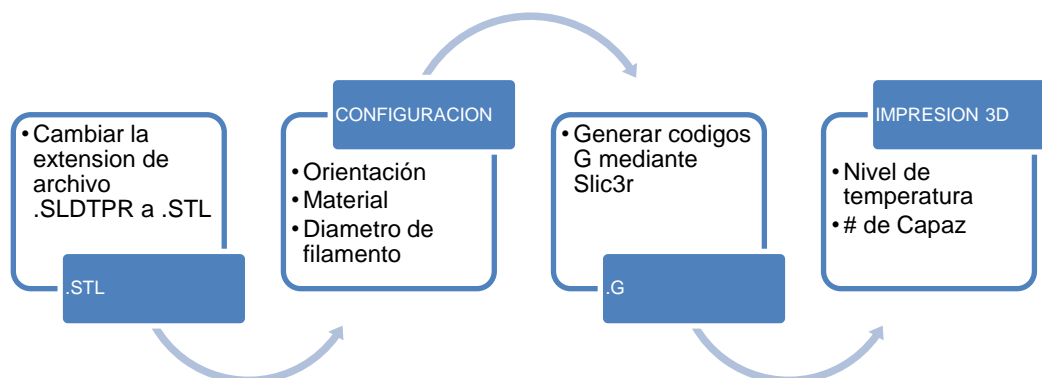 • Cambiar la
extension de
archivo
.SLDTPR a .STL
.STL
CONFIGURACION
• Orientación
• Material
• Diametro de
filamento
• Generar codigos
G mediante
Slic3r
.G
IMPRESION 3D
• Nivel de
temperatura
• # de Capaz